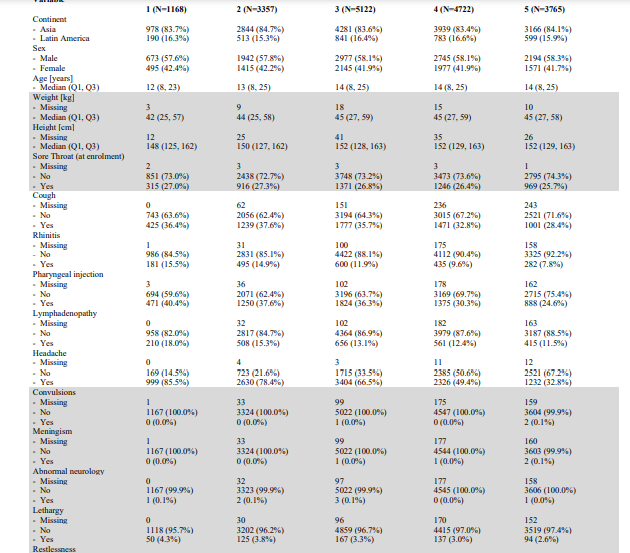 Variable
1 (N=1168) 2 (N=3357) 3 (N=5122) 4 (N=4722) 5 (N=3765)
Continent
- Asia 978 (83.7%) 2844 (84.7%) 4281 (83.6%) 3939 (83.4%) 3166 (84.1%)
- Latin America 190 (16.3%) 513 (15.3%) 841 (16.4%) 783 (16.6%) 599 (15.9%)
Sex
- Male 673 (57.6%) 1942 (57.8%) 2977 (58.1%) 2745 (58.1%) 2194 (58.3%)
- Female 495 (42.4%) 1415 (42.2%) 2145 (41.9%) 1977 (41.9%) 1571 (41.7%)
Age [years]
- Median (Q1, Q3) 12 (8, 23) 13 (8, 25) 14 (8, 25) 14 (8, 25) 14 (8, 25)
Weight [kg]
- Missing 3 9 18 15 10
- Median (Q1, Q3) 42 (25, 57) 44 (25, 58) 45 (27, 59) 45 (27, 59) 45 (27, 58)
Height [cm]
- Missing 12 25 41 35 26
- Median (Q1, Q3) 148 (125, 162) 150 (127, 162) 152 (128, 163) 152 (129, 163) 152 (129, 163)
Sore Throat (at enrolment)
- Missing 2 3 3 3 1
- No 851 (73.0%) 2438 (72.7%) 3748 (73.2%) 3473 (73.6%) 2795 (74.3%)
- Yes 315 (27.0%) 916 (27.3%) 1371 (26.8%) 1246 (26.4%) 969 (25.7%)
Cough
- Missing 0 62 151 236 243
- No 743 (63.6%) 2056 (62.4%) 3194 (64.3%) 3015 (67.2%) 2521 (71.6%)
- Yes 425 (36.4%) 1239 (37.6%) 1777 (35.7%) 1471 (32.8%) 1001 (28.4%)
Rhinitis
- Missing 1 31 100 175 158
- No 986 (84.5%) 2831 (85.1%) 4422 (88.1%) 4112 (90.4%) 3325 (92.2%)
- Yes 181 (15.5%) 495 (14.9%) 600 (11.9%) 435 (9.6%) 282 (7.8%)
Pharyngeal injection
- Missing 3 36 102 178 162
- No 694 (59.6%) 2071 (62.4%) 3196 (63.7%) 3169 (69.7%) 2715 (75.4%)
- Yes 471 (40.4%) 1250 (37.6%) 1824 (36.3%) 1375 (30.3%) 888 (24.6%)
Lymphadenopathy
- Missing 0 32 102 182 163
- No 958 (82.0%) 2817 (84.7%) 4364 (86.9%) 3979 (87.6%) 3187 (88.5%)
- Yes 210 (18.0%) 508 (15.3%) 656 (13.1%) 561 (12.4%) 415 (11.5%)
Headache
- Missing 0 4 3 11 12
- No 169 (14.5%) 723 (21.6%) 1715 (33.5%) 2385 (50.6%) 2521 (67.2%)
- Yes 999 (85.5%) 2630 (78.4%) 3404 (66.5%) 2326 (49.4%) 1232 (32.8%)
Convulsions
- Missing 1 33 99 175 159
- No 1167 (100.0%) 3324 (100.0%) 5022 (100.0%) 4547 (100.0%) 3604 (99.9%)
- Yes 0 (0.0%) 0 (0.0%) 1 (0.0%) 0 (0.0%) 2 (0.1%)
Meningism
- Missing 1 33 99 177 160
- No 1167 (100.0%) 3324 (100.0%) 5022 (100.0%) 4544 (100.0%) 3603 (99.9%)
- Yes 0 (0.0%) 0 (0.0%) 1 (0.0%) 1 (0.0%) 2 (0.1%)
Abnormal neurology
- Missing 0 32 97 177 158
- No 1167 (99.9%) 3323 (99.9%) 5022 (99.9%) 4545 (100.0%) 3606 (100.0%)
- Yes 1 (0.1%) 2 (0.1%) 3 (0.1%) 0 (0.0%) 1 (0.0%)
Lethargy
- Missing 0 30 96 170 152
- No 1118 (95.7%) 3202 (96.2%) 4859 (96.7%) 4415 (97.0%) 3519 (97.4%)
- Yes 50 (4.3%) 125 (3.8%) 167 (3.3%) 137 (3.0%) 94 (2.6%)
Restlessness